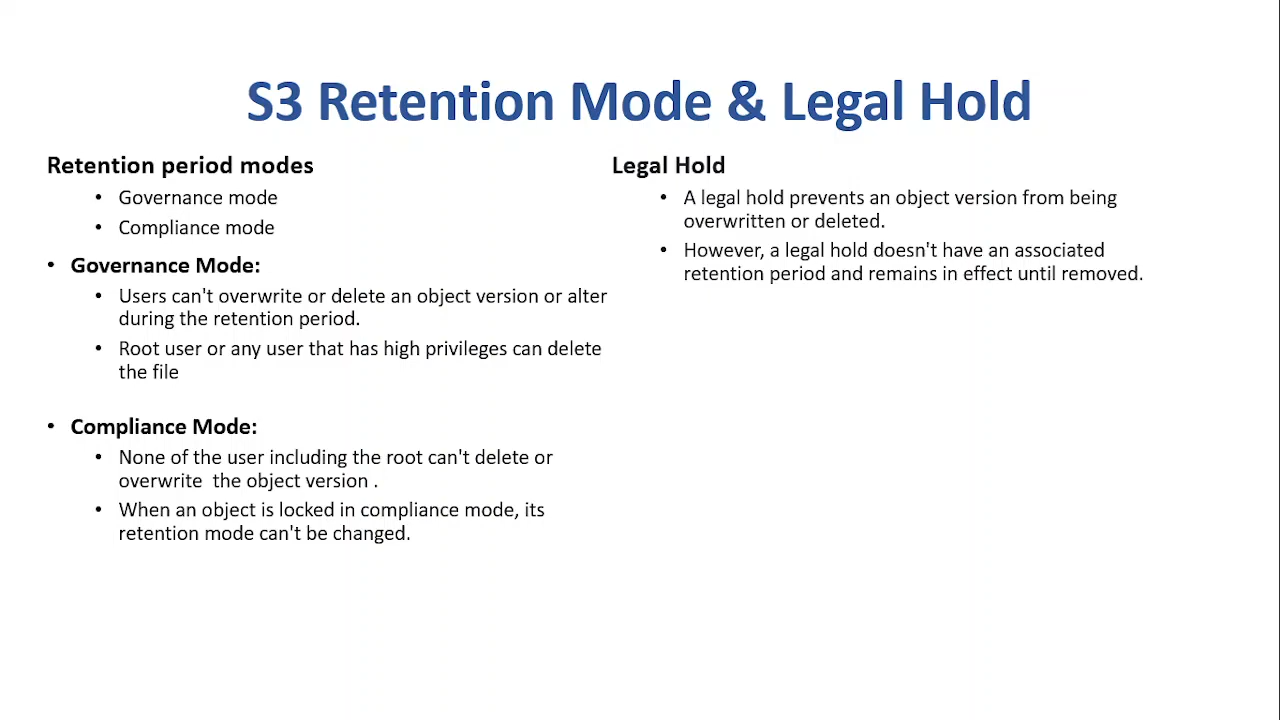 S3 Retention Mode & Legal Hold
Retention period modes
• Governance mode
• Compliance mode
• Governance Mode:
• Users can't overwrite or delete an object version or alter
during the retention period.
• Root user or any user that has high privileges can delete
the file
• Compliance Mode:
• None of the user including the root can't delete or
overwrite  the object version .
• When an object is locked in compliance mode, its
retention mode can't be changed.
Legal Hold
• A legal hold prevents an object version from being
overwritten or deleted.
• However, a legal hold doesn't have an associated
retention period and remains in effect until removed.